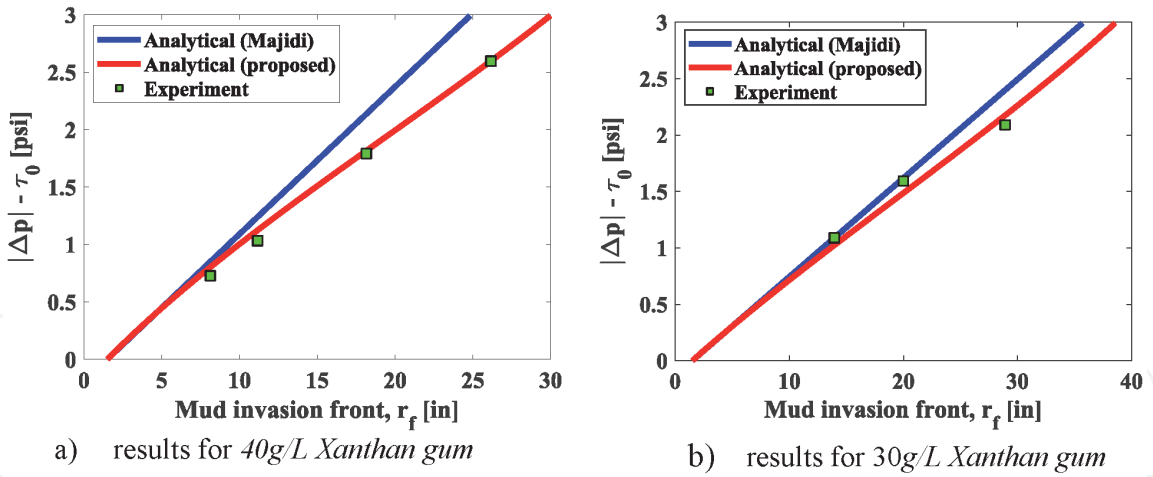 3
2.5
2
1.5
1
0.5
0
|Δp| - τ0 [psi]
Analytical (Majidi)
Analytical (proposed)
Experiment
0 5 10 15 20 25 30
Mud invasion front, rf [in]
a) results for 40g/L Xanthan gum
3
2.5
2
1.5
1
0.5
0
|Δp| - τ0 [psi]
Analytical (Majidi)
Analytical (proposed)
Experiment
0 10 20 30 40
Mud invasion front, rf [in]
b) results for 30g/L Xanthan gum